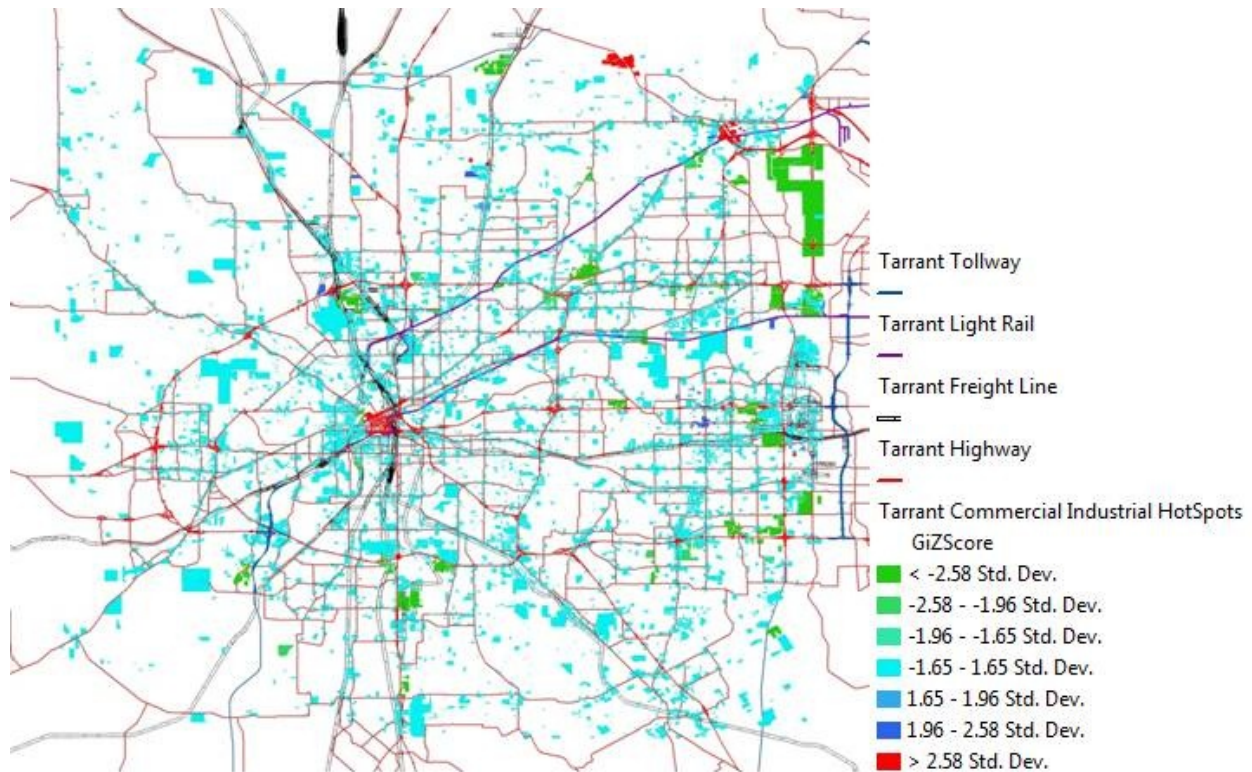 Tarrant Tollway
Tarrant Light Rail
Tarrant Freight Line
Tarrant Highway
Tarrant Commercial Industrial HotSpots
GiZScore
< -2.58 Std. Dev.
-2.58 - -1.96 Std. Dev.
-1.96 - -1.65 Std. Dev.
-1.65 - 1.65 Std. Dev.
1.65 - 1.96 Std. Dev.
1.96 - 2.58 Std. Dev.
> 2.58 Std. Dev.